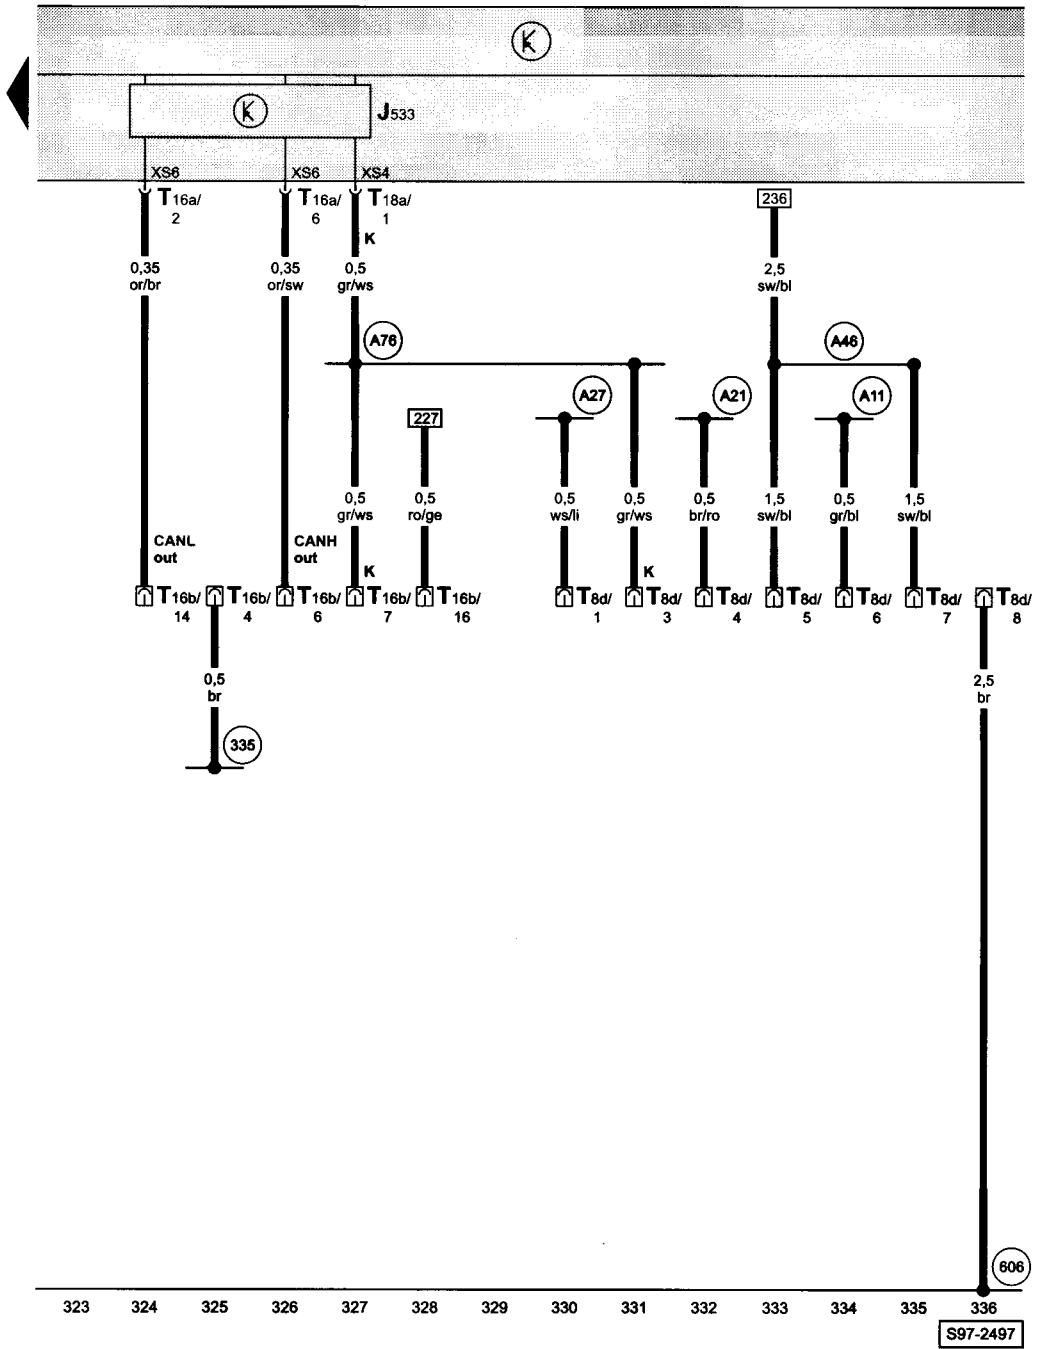 K
K
J533
XS6 XS6 XS4
T16a/ T16a/ T18a/ 236
2 6 1
K
0,35 0,35 0,5 2,5
or/br or/sw gr/ws sw/bl
A76 A46
A27 A21 A11
227
0,5 0,5 0,5 0,5 0,5 1,5 0,5 1,5
gr/ws ro/ge ws/li gr/ws br/ro sw/bl gr/bl sw/bl
CANL CANH
out out
K K
T16b/ T16b/ T16b/ T16b/ T16b/ T8d/ T8d/ T8d/ T8d/ T8d/ T8d/ T8d/
14 4 6 7 16 1 3 4 5 6 7 8
0,5 2,5
br br
335
606
323 324 325 326 327 328 329 330 331 332 333 334 335 336
S97-2497